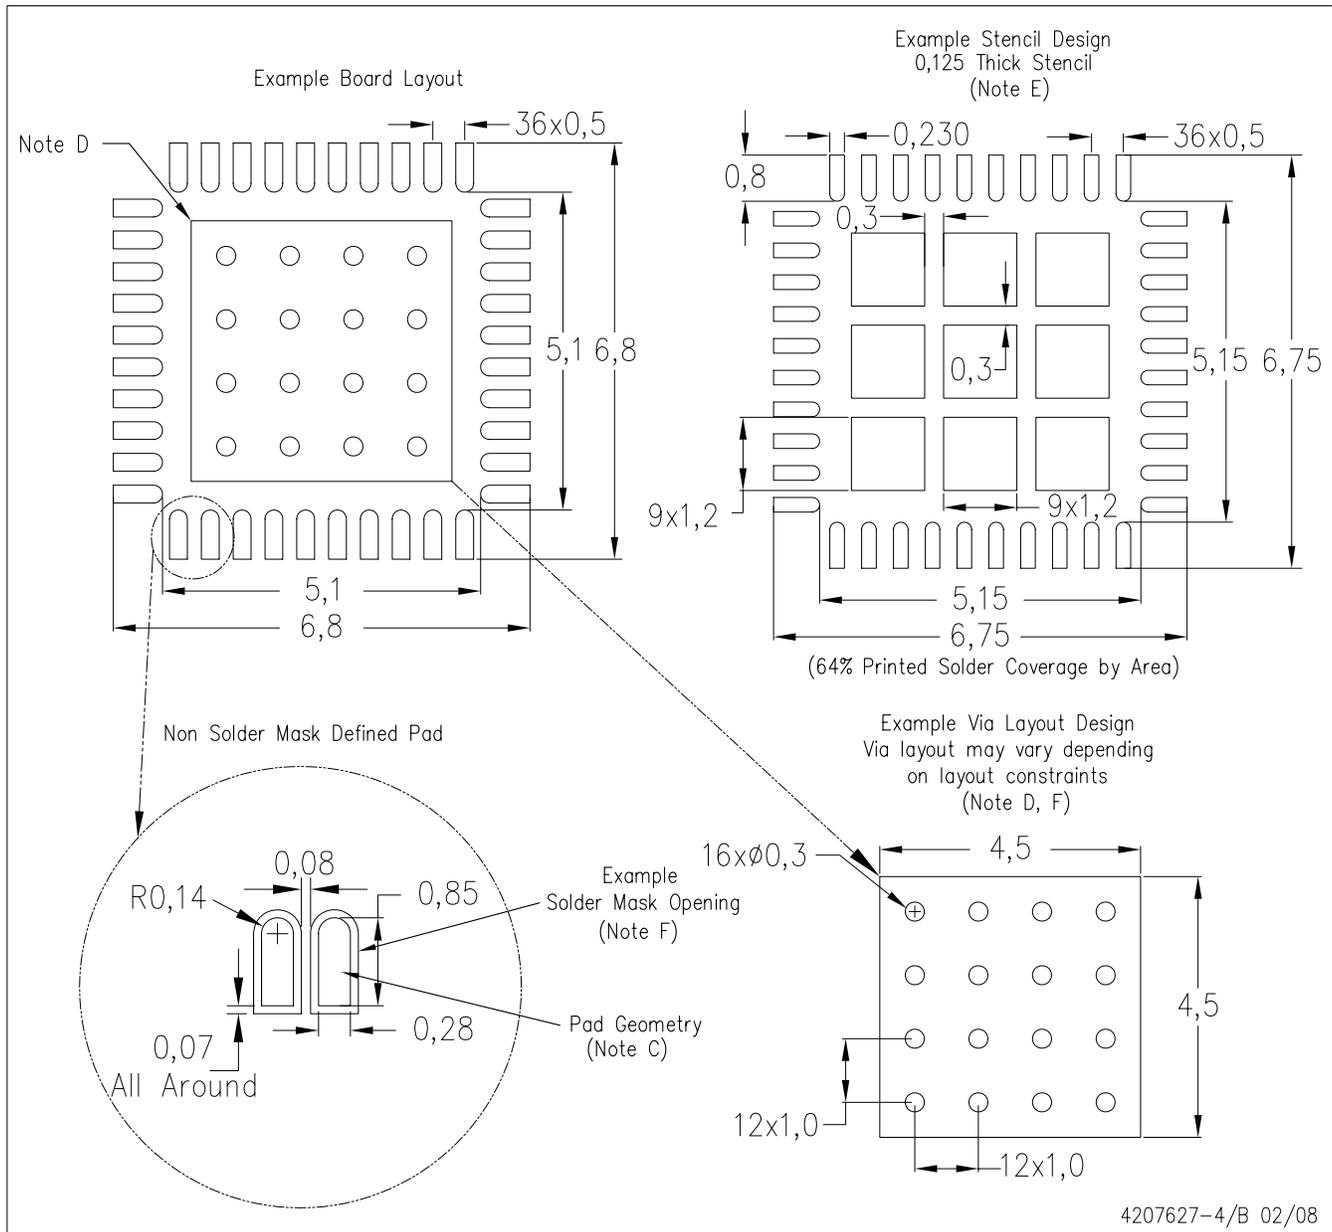 Example Board Layout
Note D
36x0,5
5,1
6,8
5,1
6,8
Example Stencil Design
0,125 Thick Stencil
(Note E)
0,230
36x0,5
0,8
0,3
0,3
5,15
6,75
9x1,2
9x1,2
5,15
6,75
(64% Printed Solder Coverage by Area)
Non Solder Mask Defined Pad
0,08
R0,14
0,85
Example
Solder Mask Opening
(Note F)
0,28
Pad Geometry
(Note C)
0,07
All Around
Example Via Layout Design
Via layout may vary depending
on layout constraints
(Note D, F)
16xø0,3
4,5
4,5
12x1,0
12x1,0
4207627-4/B 02/08